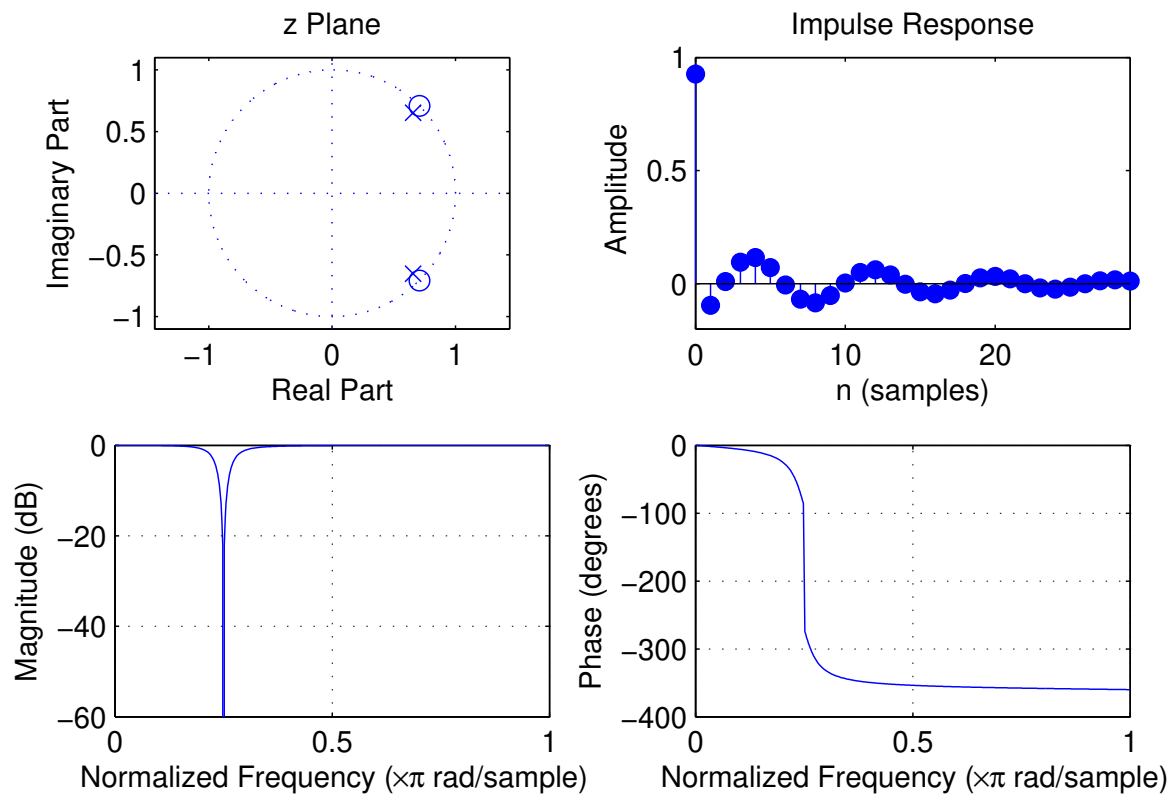 z Plane
1
0.5
0
−0.5
−1
Imaginary Part
−1 0 1
Real Part
Impulse Response
1
0.5
0
Amplitude
0 10 20
n (samples)
0
−20
−40
−60
Magnitude (dB)
0 0.5 1
Normalized Frequency (×π rad/sample)
0
−100
−200
−300
−400
Phase (degrees)
0 0.5 1
Normalized Frequency (×π rad/sample)